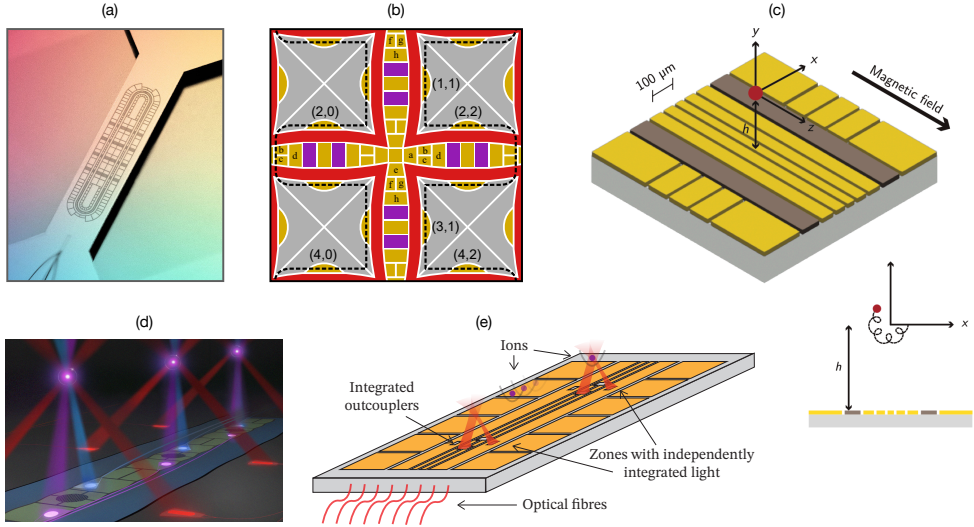 (a)
(b)
(c)
f g
h
(1,1)
(2,0)
(2,2)
b
c
d
a
b
c
d
e
f g
h
(3,1)
(4,0)
(4,2)
y
x
z
h
100 μm
Magnetic field
x
h
(d)
(e)
Ions
Integrated
outcouplers
Zones with independently
integrated light
Optical fibres